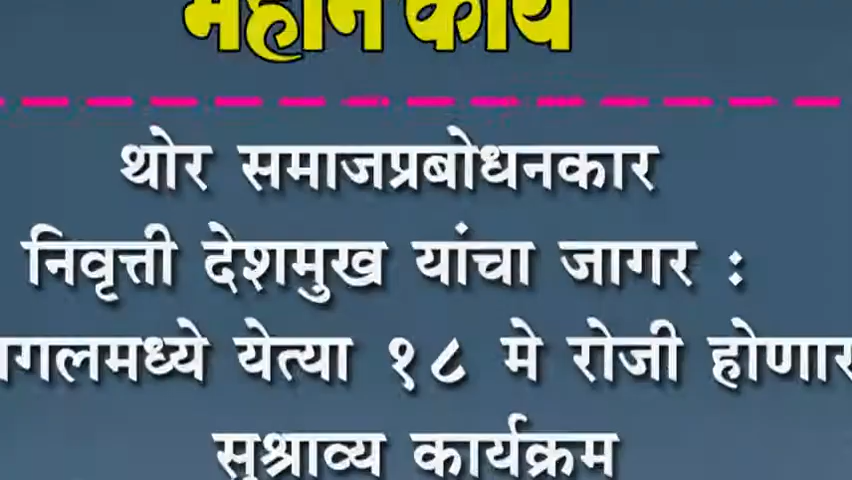 महान कार्य
थोर समाजप्रबोधनकार
निवृत्ती देशमुख यांचा जागर :
येत्या १८ मे रोजी होणार
सुश्राव्य कार्यक्रम